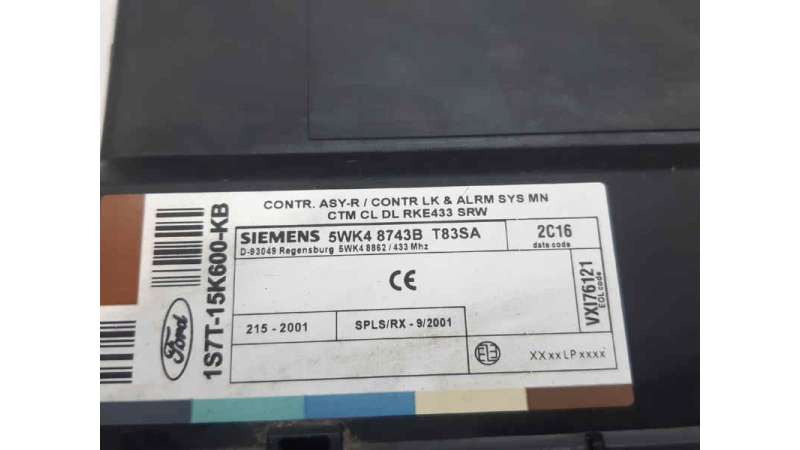 CONTR. ASY-R / CONTR LK & ALRM SYS MN
CTM CL DL RKE433 SRW
SIEMENS 5WK4 8743B T83SA
D-93049 Regensburg 5WK4 8862 / 433 Mhz
2C16
date code
CE
VXI76121
EOL code
215 - 2001
SPLS/RX - 9/2001
XXxxLPxxxx
Ford
1S7T-15K600-KB